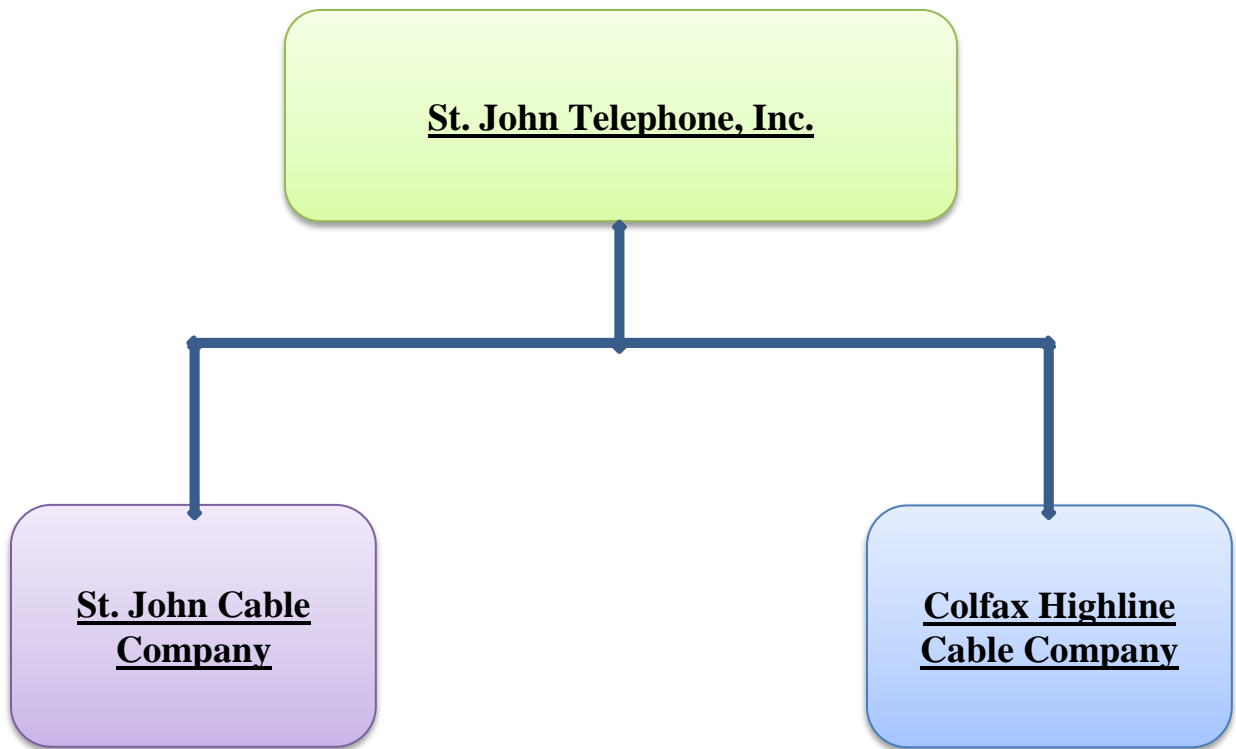 St. John Telephone, Inc.
St. John Cable
Company
Colfax Highline
Cable Company